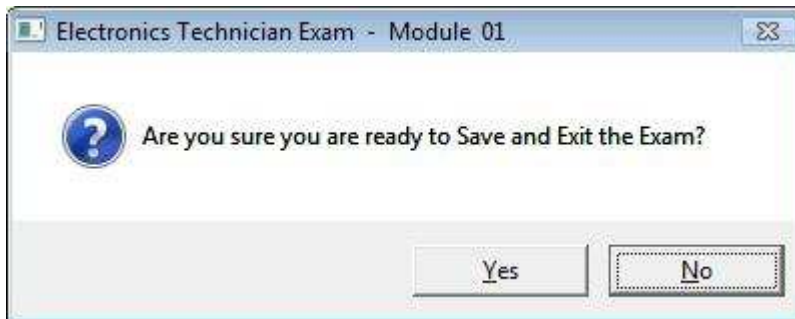 Electronics Technician Exam - Module 01
Are you sure you are ready to Save and Exit the Exam?
Yes No